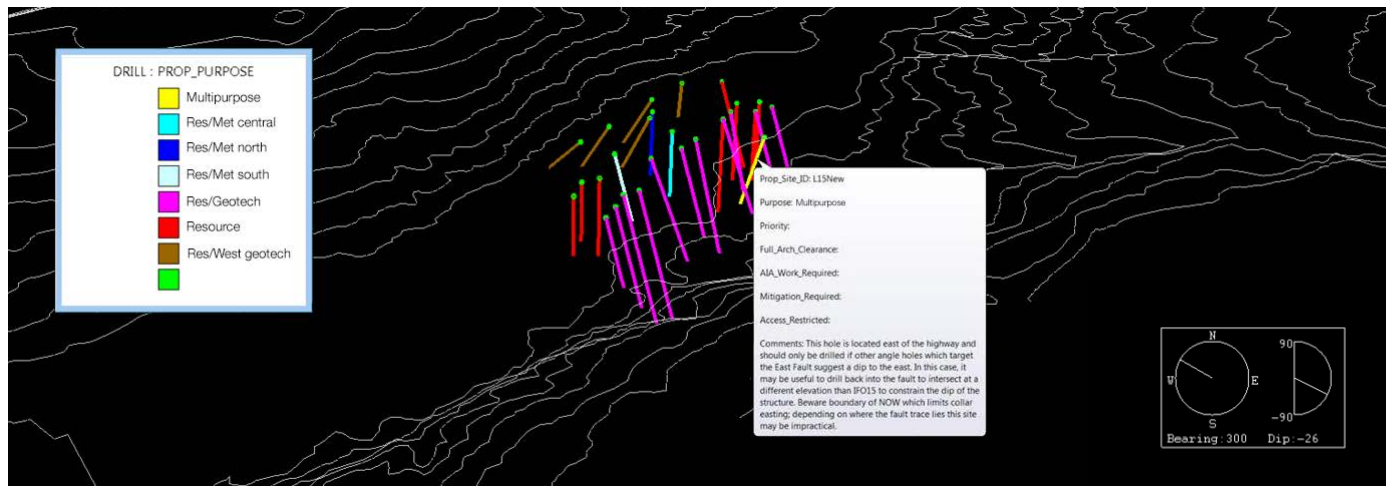 DRILL : PROP_PURPOSE
Multipurpose
Res/Met central
Res/Met north
Res/Met south
Res/Geotech
Resource
Res/West geotech
Prop_Site_ID: L15New
Purpose: Multipurpose
Priority:
Full_Arch_Clearance:
AIA_Work_Required:
Mitigation_Required:
Access_Restricted:
Comments: This hole is located east of the highway and
should only be drilled if other angle holes which target
the East Fault suggest a dip to the east. In this case, it
may be useful to drill back into the fault to intersect at a
different elevation than IFO15 to constrain the dip of the
structure. Beware boundary of NOW which limits collar
easting; depending on where the fault trace lies this site
may be impractical.
N
W
E
S
90
-90
Bearing:300 Dip:-26